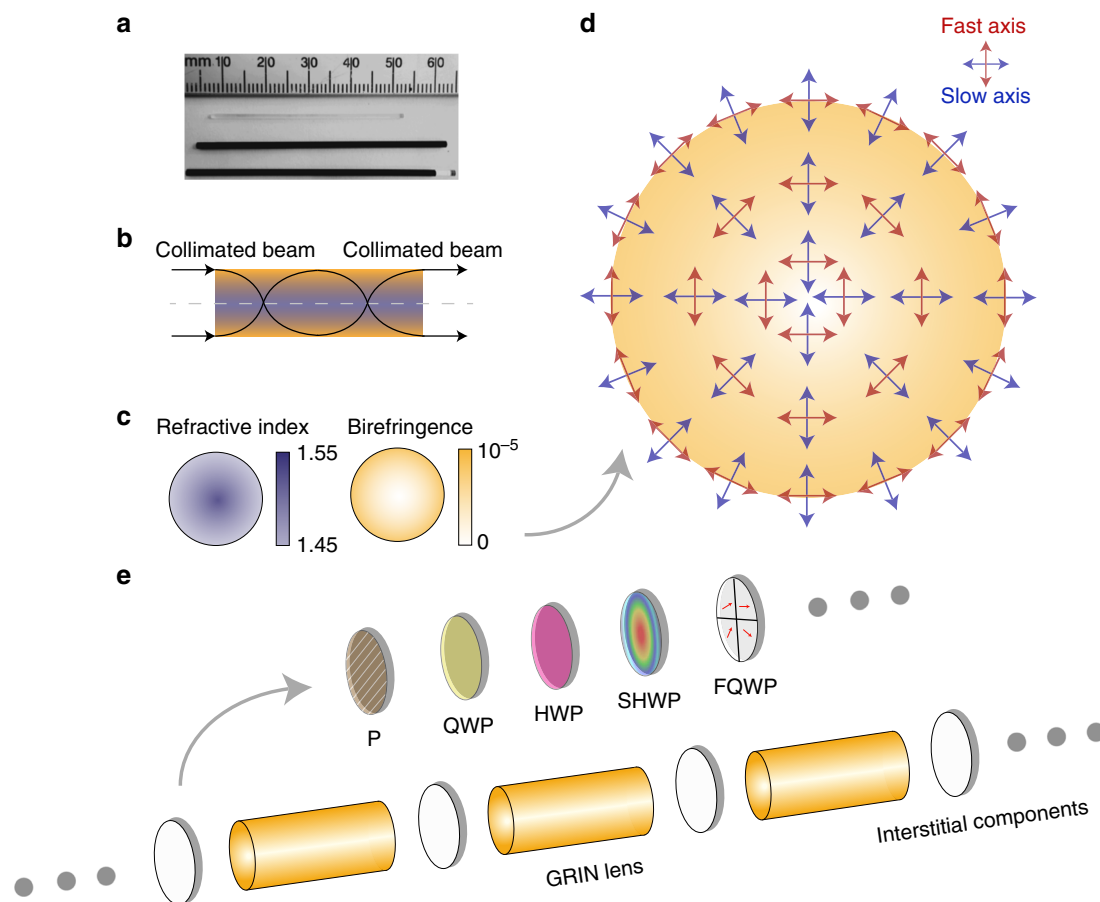 a
mm 10 20 30 40 50 60
b
Collimated beam Collimated beam
c
Refractive index Birefringence
1.55
1.45
10⁻⁵
0
d
Fast axis
Slow axis
e
P
QWP
HWP
SHWP
FQWP
GRIN lens
Interstitial components